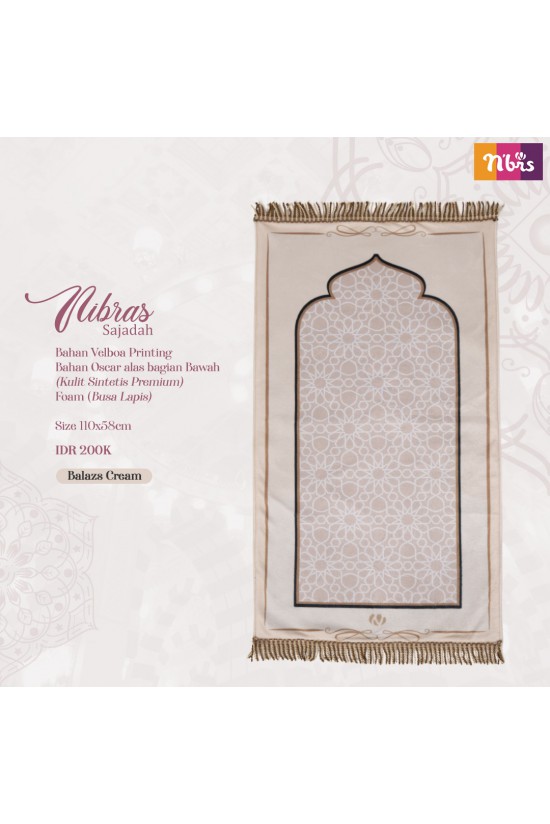 N'brs
Nibras
Sajadah
Bahan Velboa Printing
Bahan Oscar alas bagian Bawah
(Kulit Sintetis Premium)
Foam (Busa Lapis)
Size 110x58cm
IDR 200K
Balazs Cream